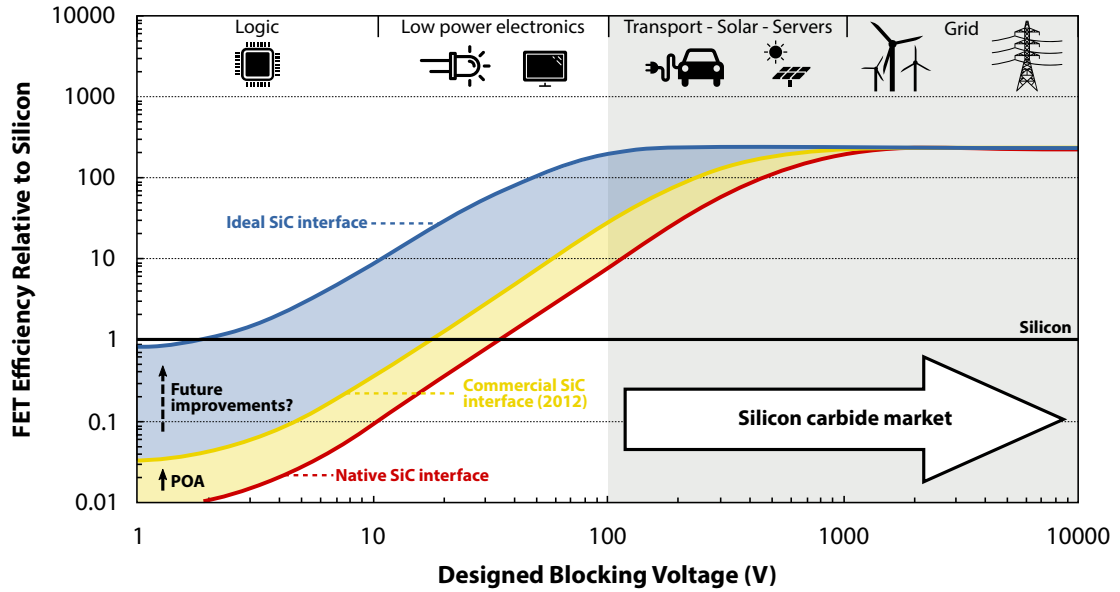 Logic
Low power electronics
Transport - Solar - Servers
Grid
FET Efficiency Relative to Silicon
10000
1000
100
10
1
0.1
0.01
Ideal SiC interface
Silicon
Future
improvements?
Commercial SiC
interface (2012)
Silicon carbide market
POA
Native SiC interface
1
10
100
1000
10000
Designed Blocking Voltage (V)